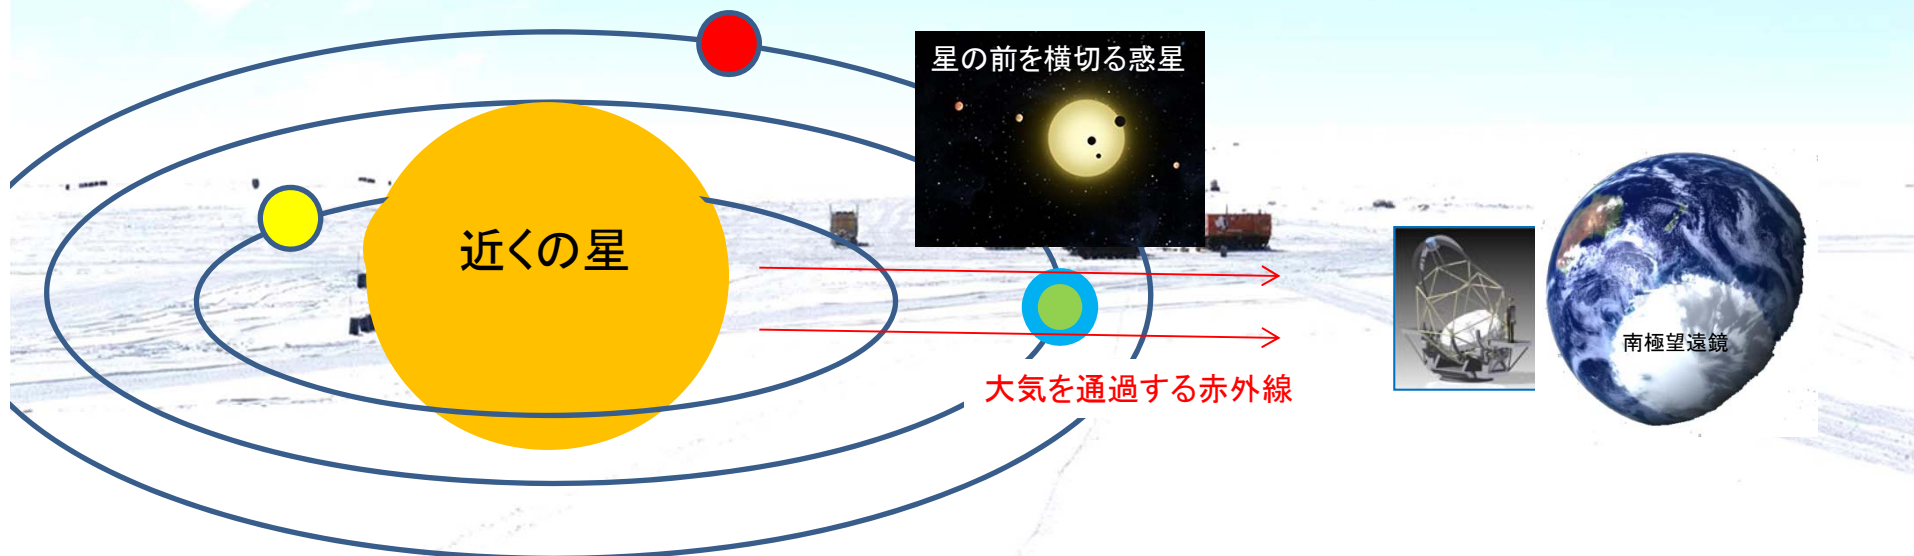 星の前を横切る惑星
近くの星
南極望遠鏡
大気を通過する赤外線